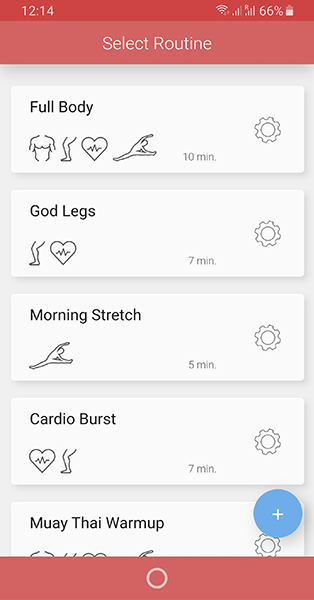 12:14
66%
Select Routine
Full Body
10 min.
God Legs
7 min.
Morning Stretch
5 min.
Cardio Burst
7 min.
+
Muay Thai Warmup